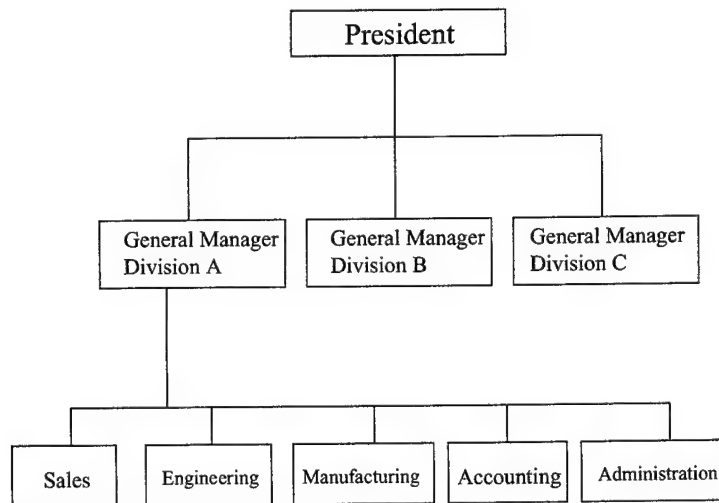 President
General Manager
Division A
General Manager
Division B
General Manager
Division C
Sales
Engineering
Manufacturing
Accounting
Administration